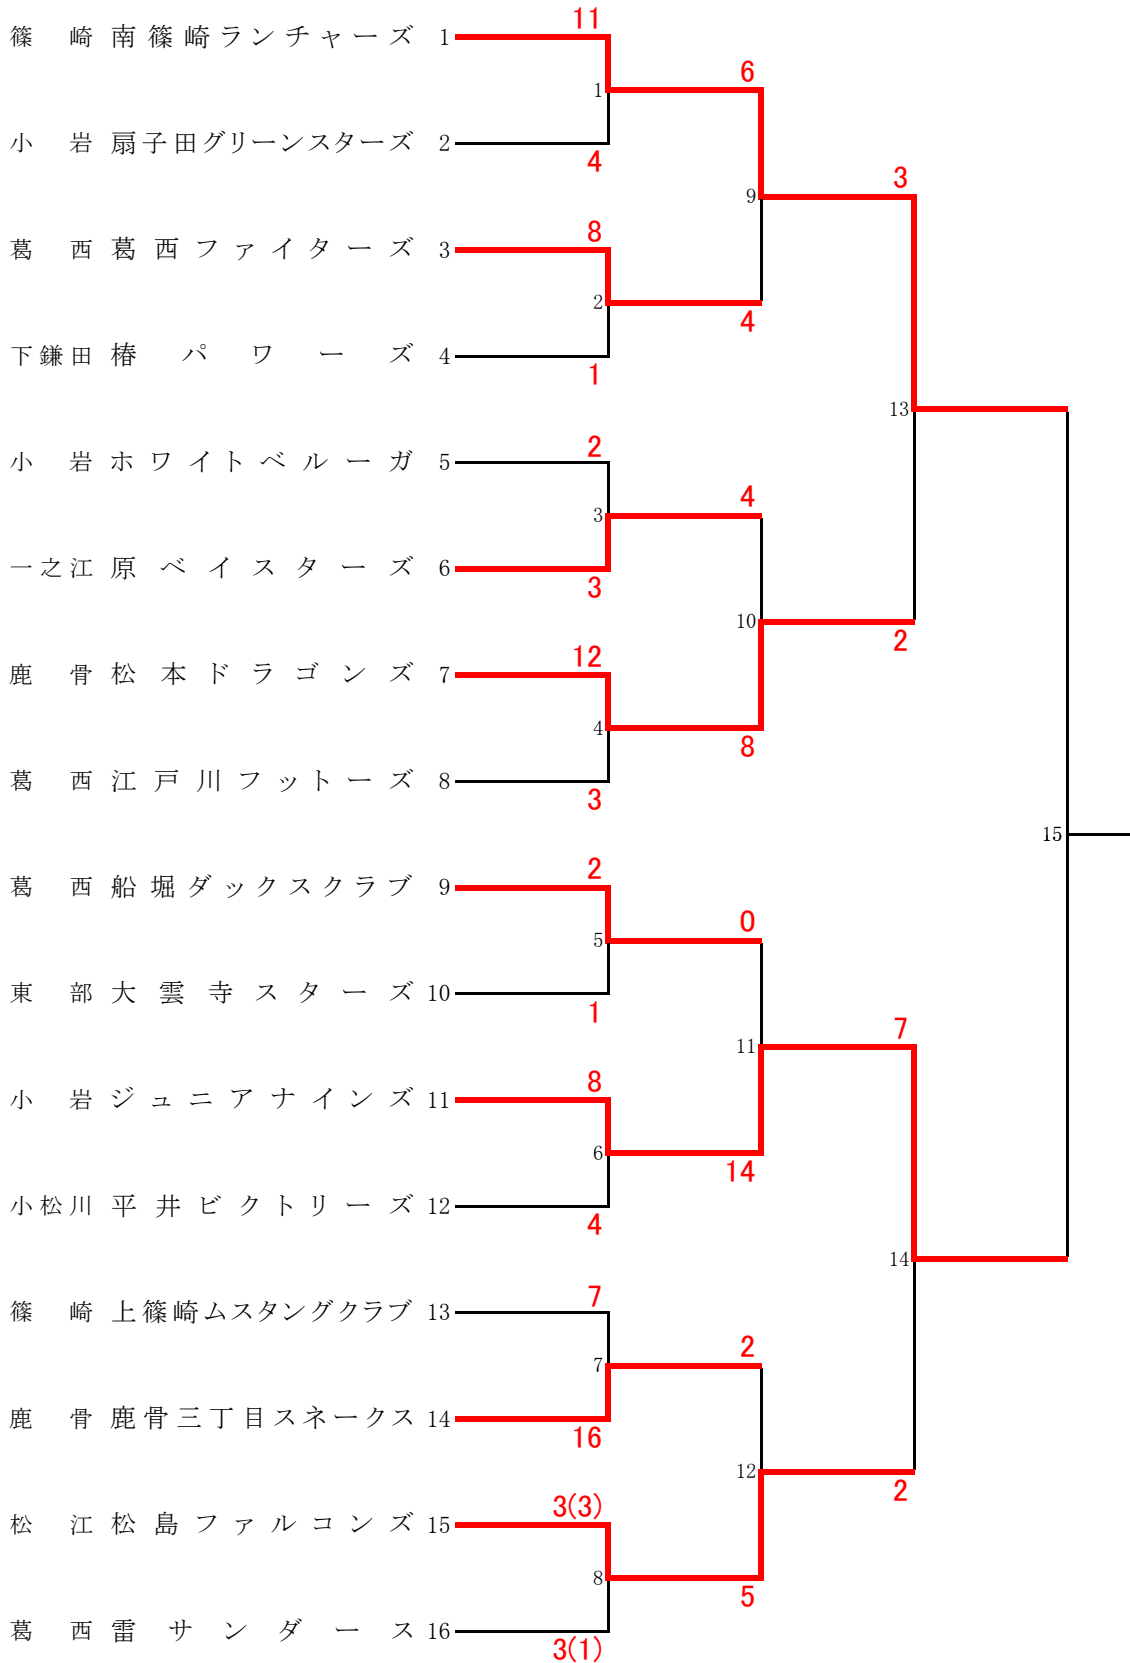 11
篠崎 南篠崎ランチャーズ 1
6
1
小岩 扇子田グリーンスターズ 2
4
3
9
8
葛西 葛西ファイターズ 3
2
4
下鎌田 椿パワーズ 4
1
13
2
小岩 ホワイトベルーガ 5
4
3
一之江 原ベイスターズ 6
3
10
2
12
鹿骨 松本ドラゴンズ 7
4
8
葛西 江戸川フットーズ 8
3
15
2
葛西 船堀ダックスクラブ 9
0
5
東部 大雲寺スターズ 10
1
7
11
8
小岩 ジュニアナインズ 11
6
14
小松川 平井ビクトリーズ 12
4
14
7
篠崎 上篠崎ムスタングクラブ 13
2
7
鹿骨 鹿骨三丁目スネークス 14
16
12
2
3(3)
松江 松島ファルコンズ 15
8
5
葛西 雷サンダース 16
3(1)